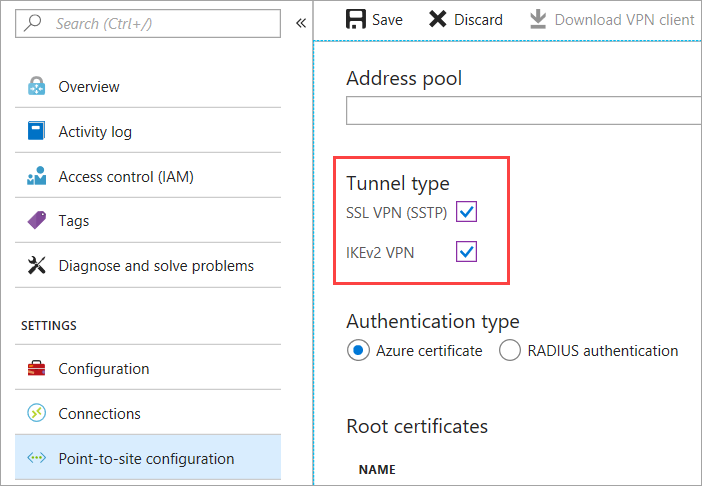 Search (Ctrl+/)
«
Overview
Activity log
Access control (IAM)
Tags
Diagnose and solve problems
SETTINGS
Configuration
Connections
Point-to-site configuration
Save
Discard
Download VPN client
Address pool
Tunnel type
SSL VPN (SSTP)
IKEv2 VPN
Authentication type
Azure certificate
RADIUS authentication
Root certificates
NAME